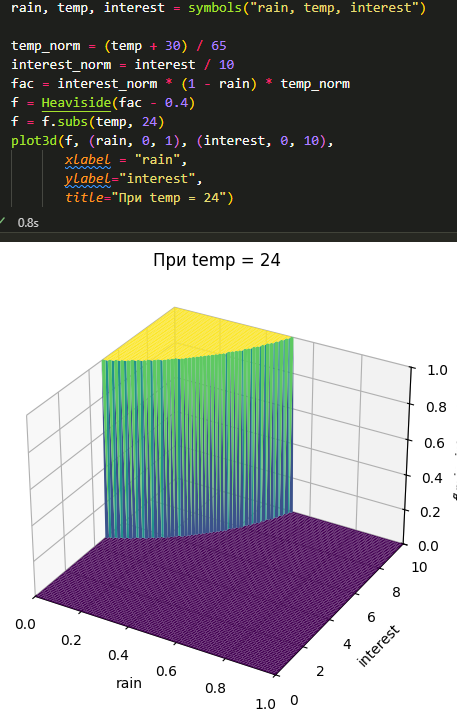 rain, temp, interest = symbols("rain, temp, interest")
temp_norm = (temp + 30) / 65
interest_norm = interest / 10
fac = interest_norm * (1 - rain) * temp_norm
f = Heaviside(fac - 0.4)
f = f.subs(temp, 24)
plot3d(f, (rain, 0, 1), (interest, 0, 10),
xlabel = "rain",
ylabel="interest",
title="При temp = 24")
0.8s
При temp = 24
1.0
0.8
0.6
0.4
0.2
0.0
10
8
6
4
2
0
interest
0.0
0.2
0.4
0.6
0.8
1.0
rain